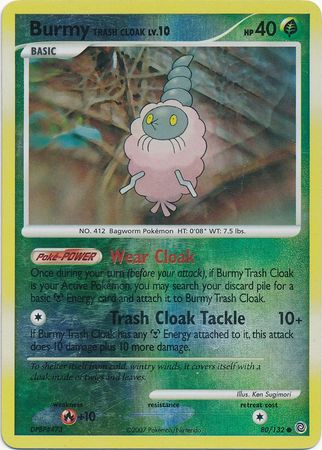 Burmy TRASH CLOAK LV.10 HP 40
BASIC
NO. 412 Bagworm Pokémon HT: 0'08" WT: 7.5 lbs.
Poké-POWER Wear Cloak
Once during your turn (before your attack), if Burmy Trash Cloak
is your Active Pokémon, you may search your discard pile for a
basic Energy card and attach it to Burmy Trash Cloak.
Trash Cloak Tackle 10+
If Burmy Trash Cloak has any Energy attached to it, this attack
does 10 damage plus 10 more damage.
To shelter itself from cold, wintry winds, it covers itself with a
cloak made of twigs and leaves.
Illus. Ken Sugimori
weakness resistance retreat cost
+10
©2007 Pokémon/Nintendo 80/132